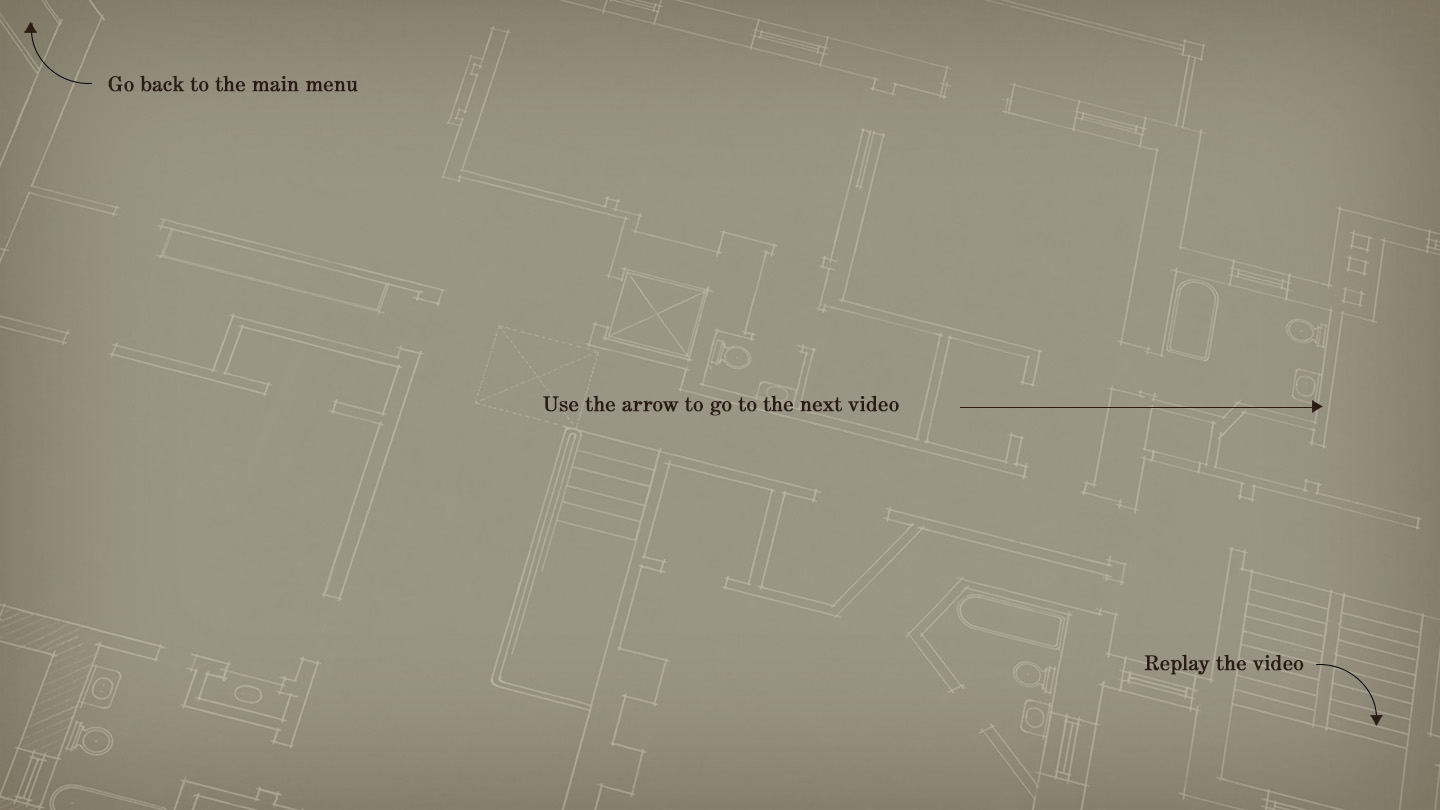 Go back to the main menu
Use the arrow to go to the next video
Replay the video